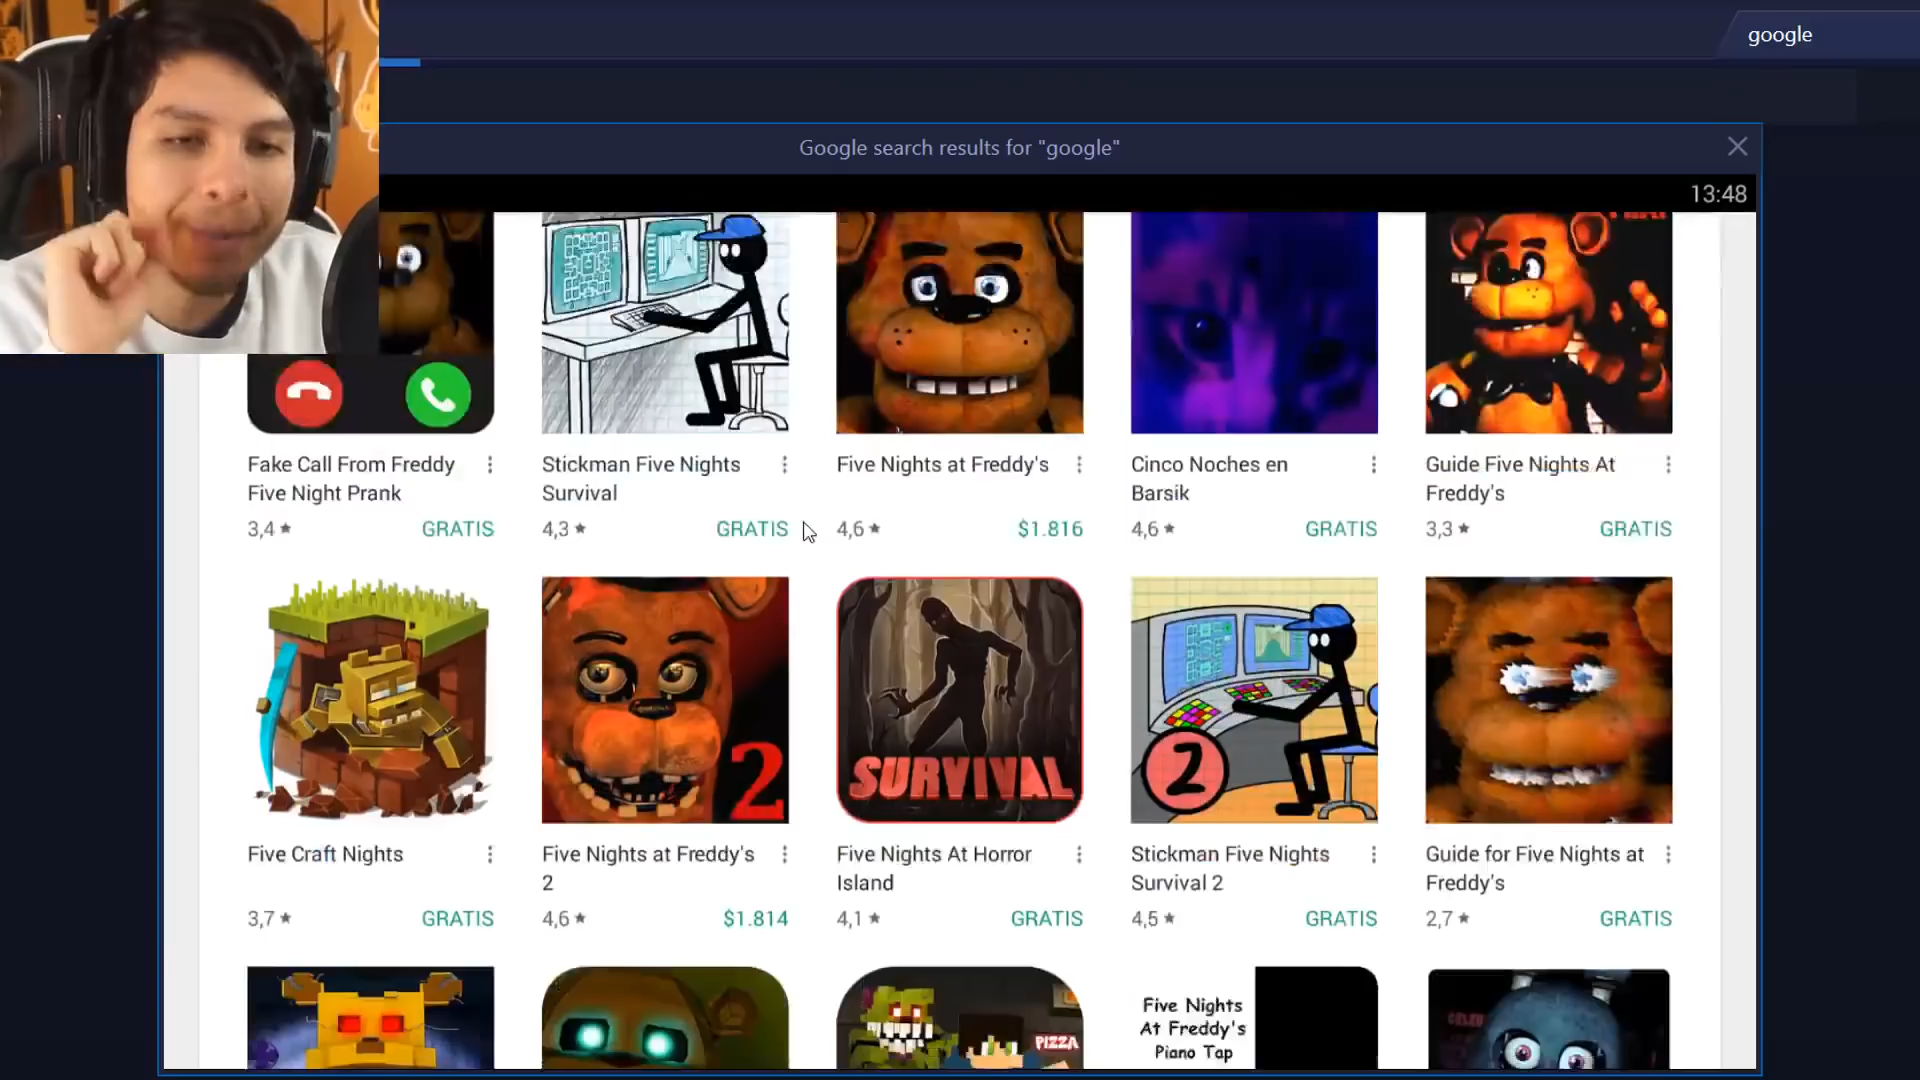 google
Google search results for "google"
13:48
Fake Call From Freddy
Five Night Prank
3,4★ GRATIS
Stickman Five Nights
Survival
4,3★ GRATIS
Five Nights at Freddy's
4,6★ $1.816
Cinco Noches en
Barsik
4,6★ GRATIS
Guide Five Nights At
Freddy's
3,3★ GRATIS
2
SURVIVAL
2
Five Craft Nights
3,7★ GRATIS
Five Nights at Freddy's
2
4,6★ $1.814
Five Nights At Horror
Island
4,1★ GRATIS
Stickman Five Nights
Survival 2
4,5★ GRATIS
Guide for Five Nights at
Freddy's
2,7★ GRATIS
PIZZA
Five Nights
At Freddy's
Piano Tap